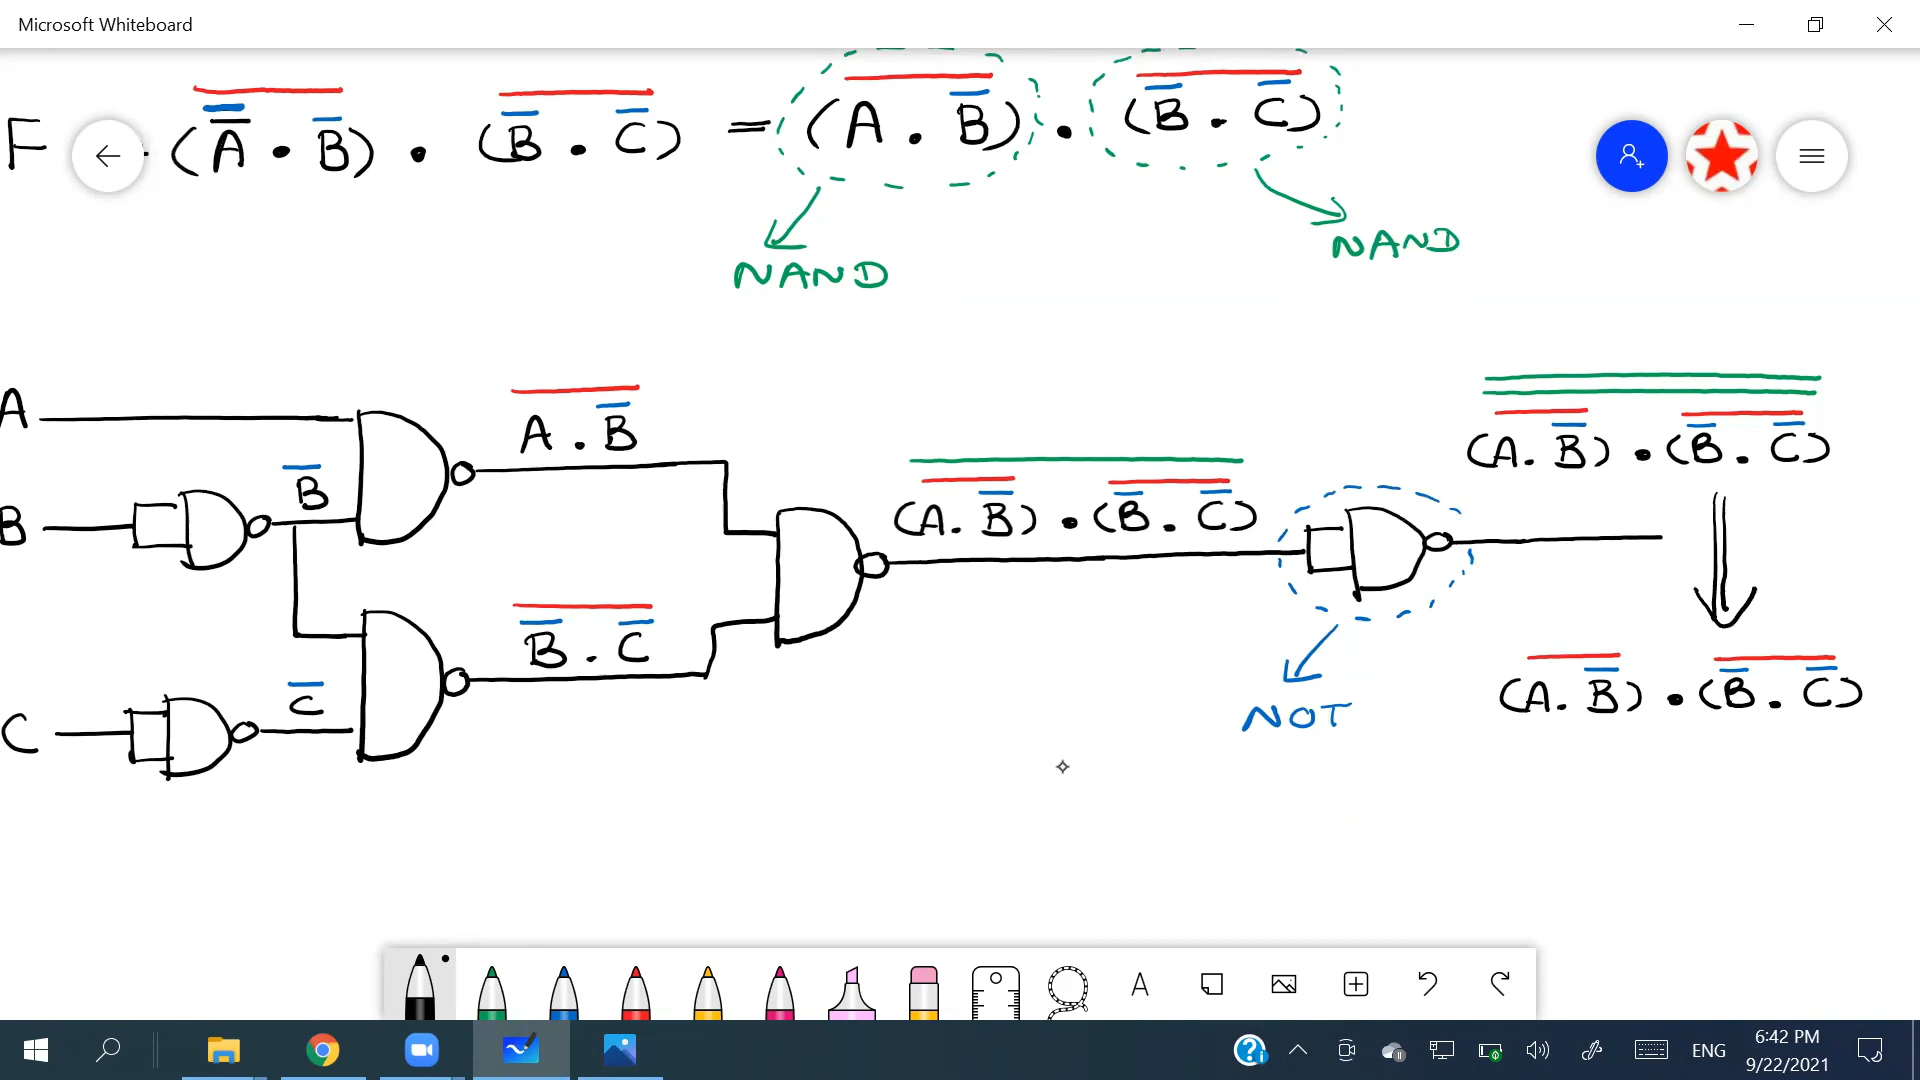 Microsoft Whiteboard
F (A̿ . B̅) . (B̅ . C̅) = (A . B̅) . (B̅ . C̅)
NAND NAND
A
A . B̅
(A . B̅) . (B̅ . C̅)
B̅
B
(A . B̅) . (B̅ . C̅)
B̅ . C̅
C̅
C
NOT
(A . B̅) . (B̅ . C̅)
A
ENG
6:42 PM
9/22/2021